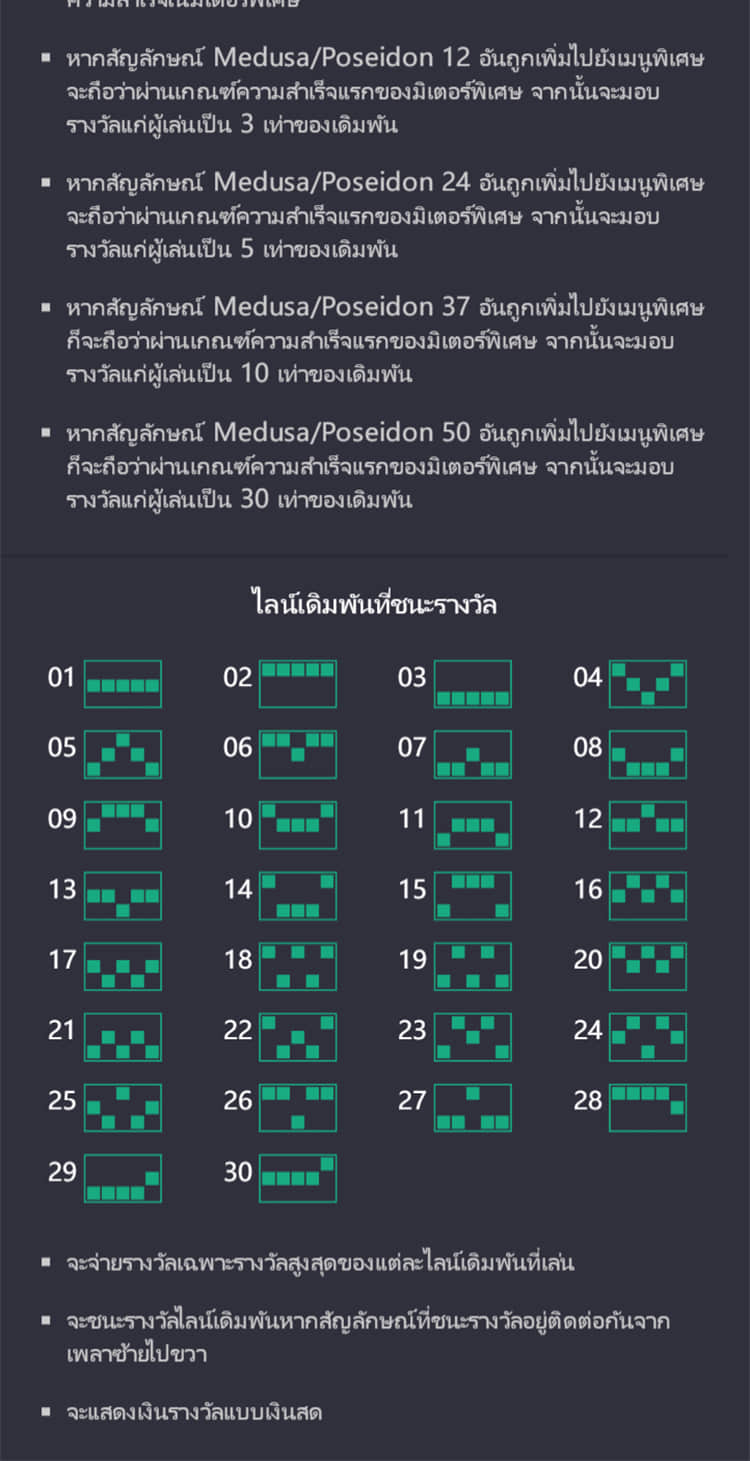 ▪ หากสัญลักษณ์ Medusa/Poseidon 12 อันถูกเพิ่มไปยังเมนูพิเศษ
จะถือว่าผ่านเกณฑ์ความสำเร็จแรกของมิเตอร์พิเศษ จากนั้นจะมอบ
รางวัลแก่ผู้เล่นเป็น 3 เท่าของเดิมพัน
▪ หากสัญลักษณ์ Medusa/Poseidon 24 อันถูกเพิ่มไปยังเมนูพิเศษ
จะถือว่าผ่านเกณฑ์ความสำเร็จแรกของมิเตอร์พิเศษ จากนั้นจะมอบ
รางวัลแก่ผู้เล่นเป็น 5 เท่าของเดิมพัน
▪ หากสัญลักษณ์ Medusa/Poseidon 37 อันถูกเพิ่มไปยังเมนูพิเศษ
ก็จะถือว่าผ่านเกณฑ์ความสำเร็จแรกของมิเตอร์พิเศษ จากนั้นจะมอบ
รางวัลแก่ผู้เล่นเป็น 10 เท่าของเดิมพัน
▪ หากสัญลักษณ์ Medusa/Poseidon 50 อันถูกเพิ่มไปยังเมนูพิเศษ
ก็จะถือว่าผ่านเกณฑ์ความสำเร็จแรกของมิเตอร์พิเศษ จากนั้นจะมอบ
รางวัลแก่ผู้เล่นเป็น 30 เท่าของเดิมพัน
ไลน์เดิมพันที่ชนะรางวัล
01 02 03 04
05 06 07 08
09 10 11 12
13 14 15 16
17 18 19 20
21 22 23 24
25 26 27 28
29 30
▪ จะจ่ายรางวัลเฉพาะรางวัลสูงสุดของแต่ละไลน์เดิมพันที่เล่น
▪ จะชนะรางวัลไลน์เดิมพันหากสัญลักษณ์ที่ชนะรางวัลอยู่ติดต่อกันจาก
เพลาซ้ายไปขวา
▪ จะแสดงเงินรางวัลแบบเงินสด